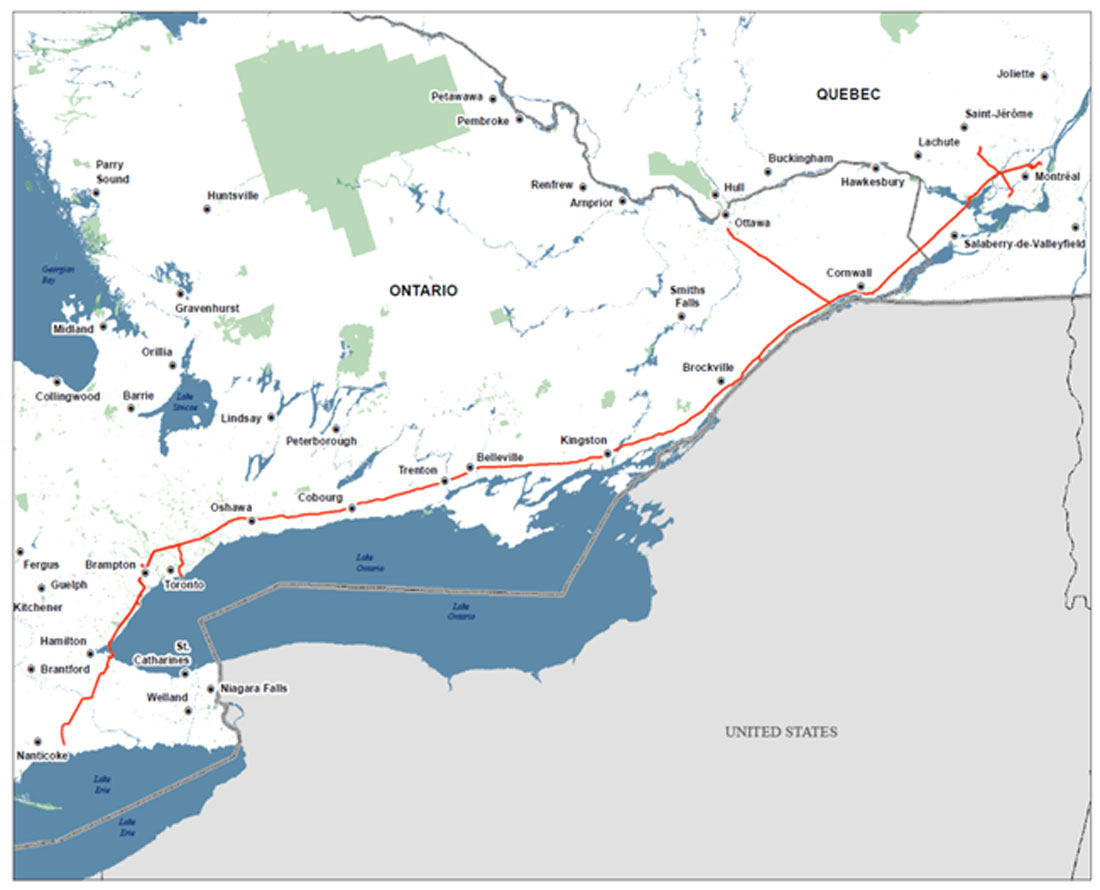 Joliette
QUEBEC
Petawawa
Saint-Jérôme
Pembroke
Lachute
Parry
Sound
Buckingham
Montréal
Renfrew
Hull
Hawkesbury
Huntsville
Arnprior
Ottawa
Salaberry-de-Valleyfield
Georgian
Bay
Cornwall
ONTARIO
Smiths
Falls
Gravenhurst
Midland
Orillia
Brockville
Collingwood
Barrie
Lake
Simcoe
Lindsay
Peterborough
Kingston
Belleville
Trenton
Cobourg
Oshawa
Lake
Ontario
Fergus
Brampton
Guelph
Toronto
Kitchener
Lake
Ontario
Hamilton
St.
Catharines
Brantford
Niagara Falls
Welland
UNITED STATES
Nanticoke
Lake
Erie
Lake
Erie